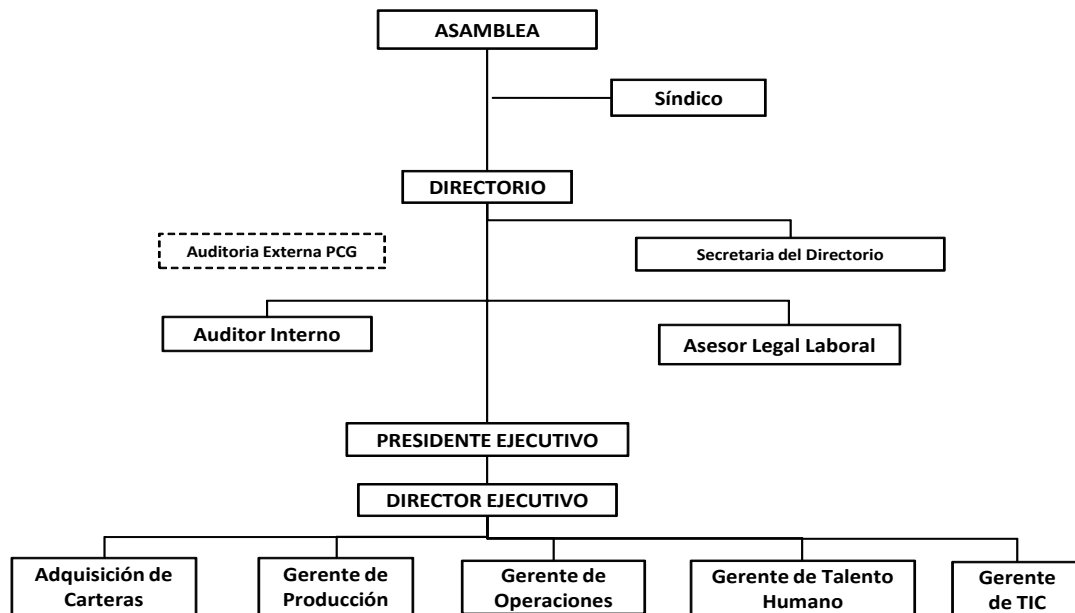 ASAMBLEA
Síndico
DIRECTORIO
Auditoria Externa PCG
Secretaria del Directorio
Auditor Interno
Asesor Legal Laboral
PRESIDENTE EJECUTIVO
DIRECTOR EJECUTIVO
Adquisición de
Carteras
Gerente de
Producción
Gerente de
Operaciones
Gerente de Talento
Humano
Gerente
de TIC